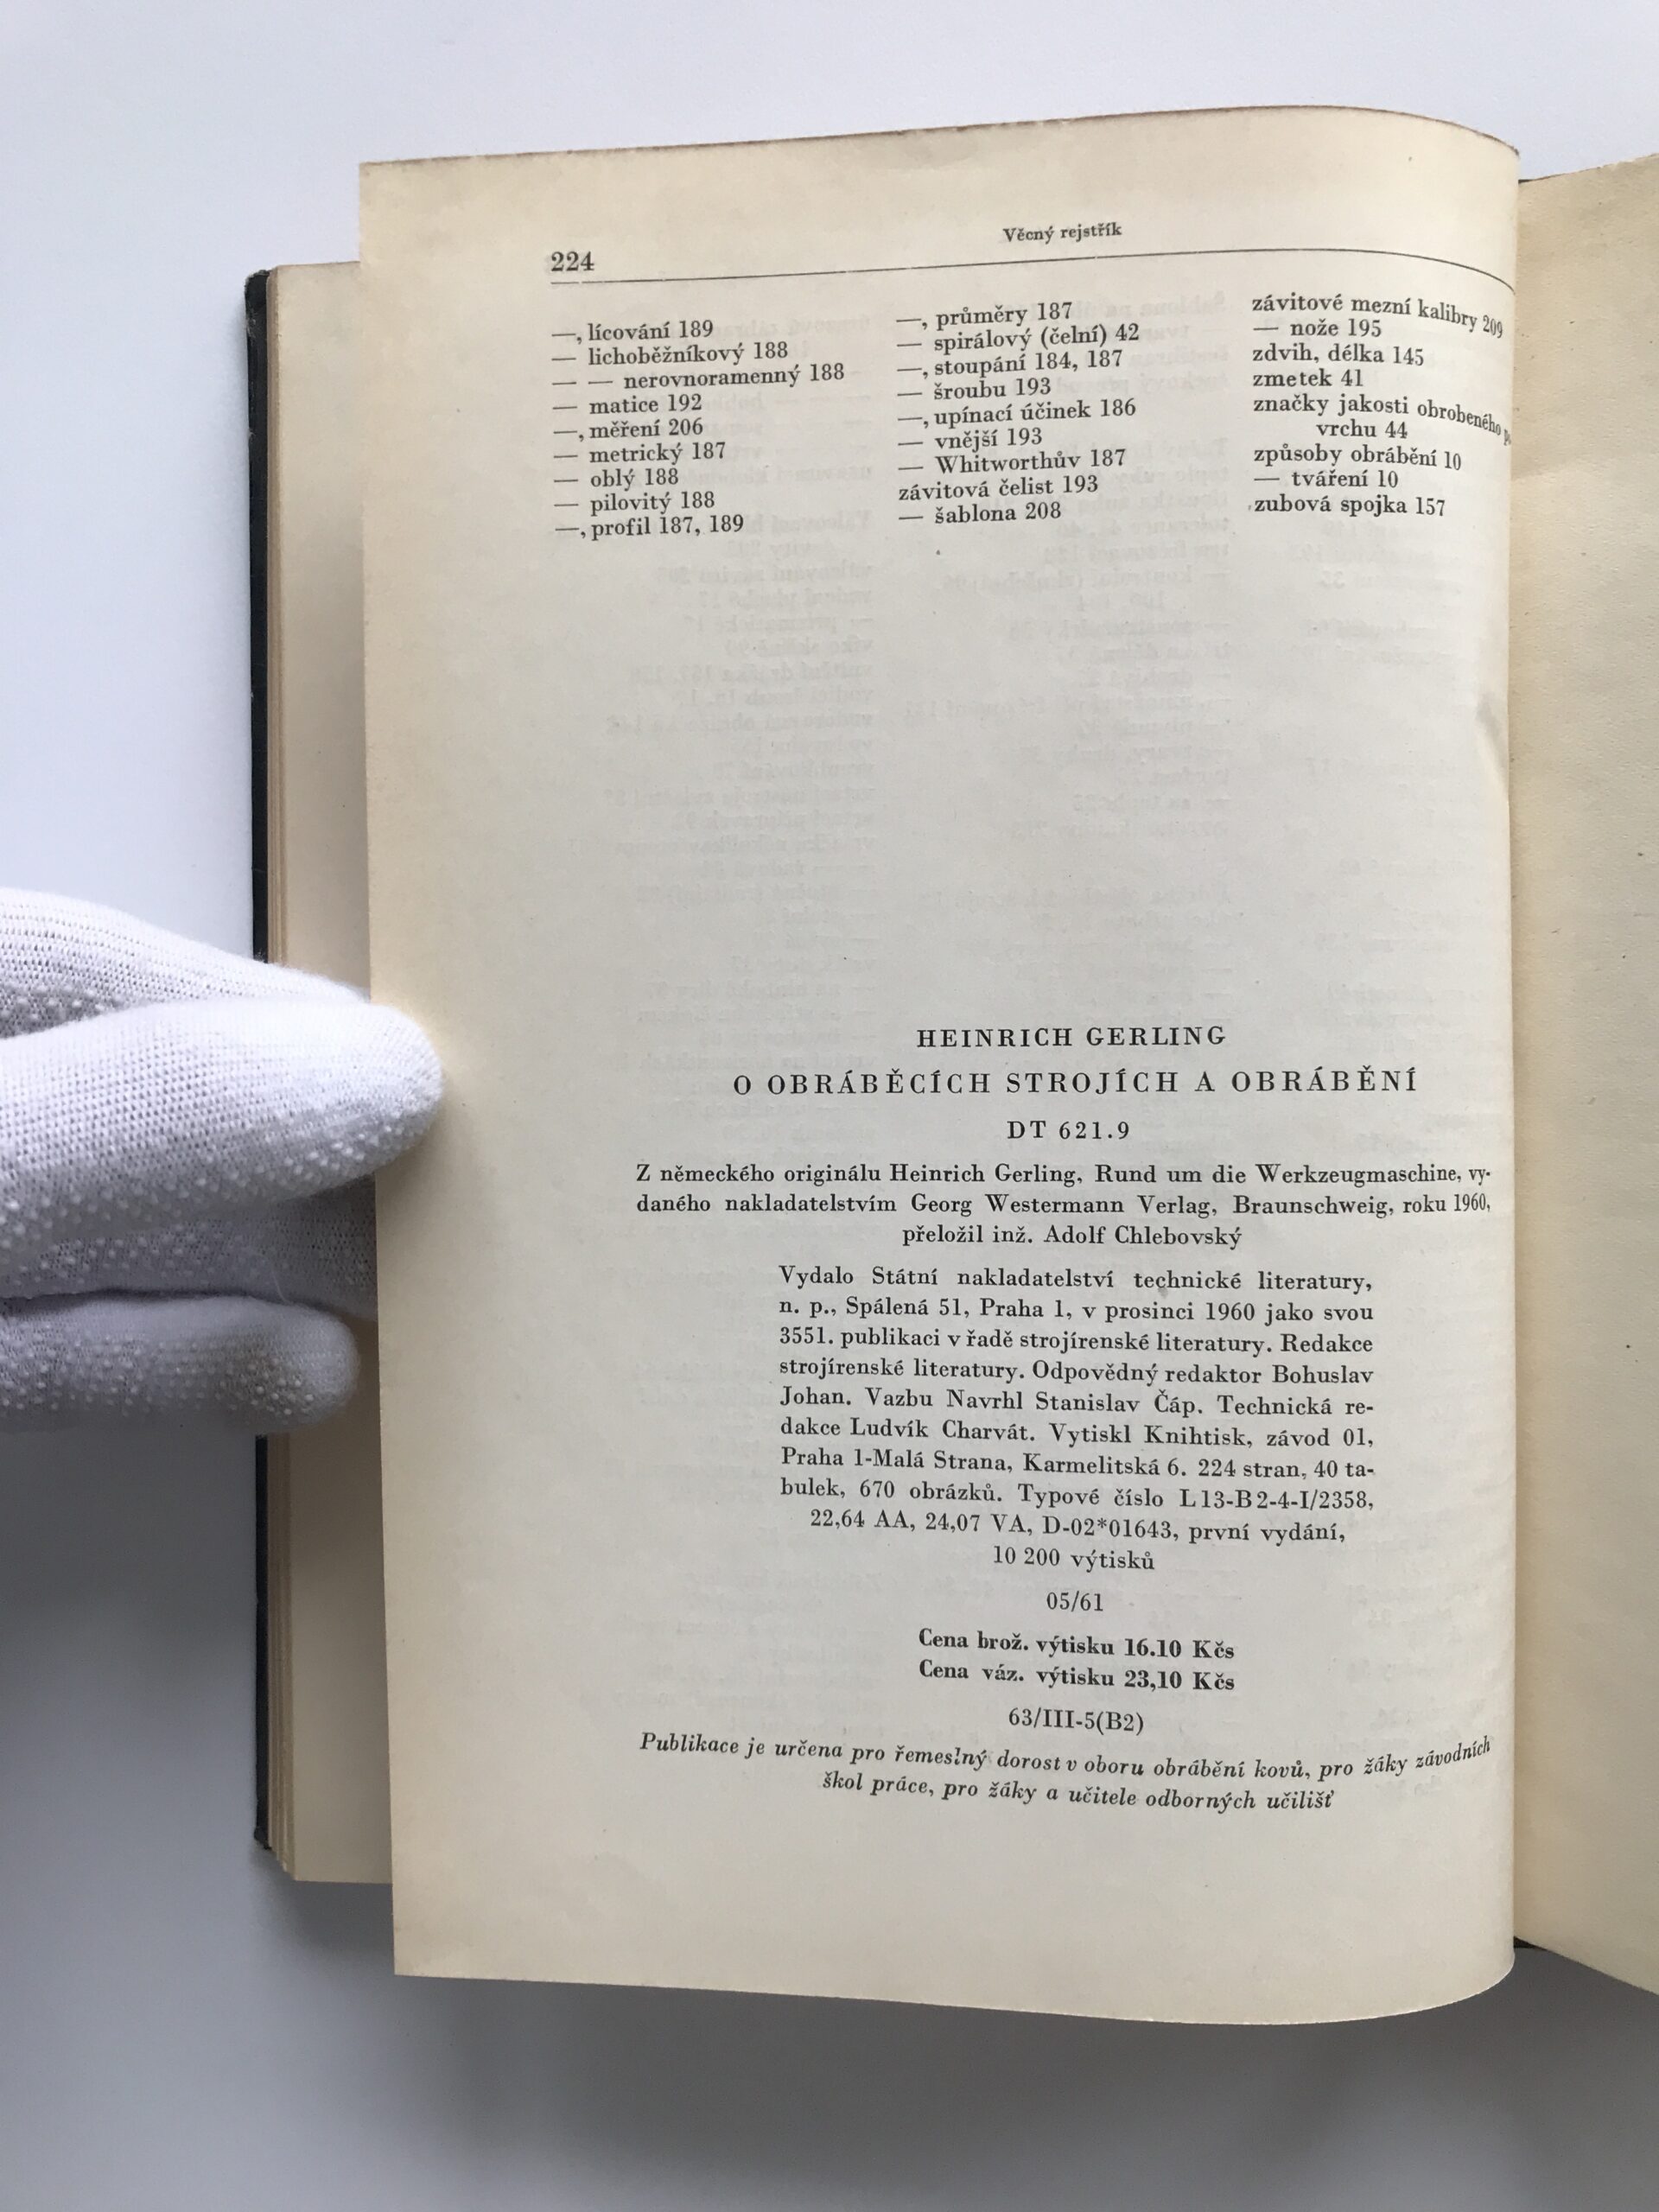 224
Věcný rejstřík
—, lícování 189
— lichoběžníkový 188
— — nerovnoramenný 188
— matice 192
—, měření 206
— metrický 187
— oblý 188
— pilovitý 188
—, profil 187, 189
—, průměry 187
— spirálový (čelní) 42
—, stoupání 184, 187
— šroubu 193
—, upínací účinek 186
— vnější 193
— Whitworthův 187
závitová čelist 193
— šablona 208
závitové mezní kalibry 209
— nože 195
zdvih, délka 145
zmetek 41
značky jakosti obrobeného
vrchu 44
způsoby obrábění 10
— tváření 10
zubová spojka 157
HEINRICH GERLING
O OBRÁBĚCÍCH STROJÍCH A OBRÁBĚNÍ
DT 621.9
Z německého originálu Heinrich Gerling, Rund um die Werkzeugmaschine, vy-
daného nakladatelstvím Georg Westermann Verlag, Braunschweig, roku 1960,
přeložil inž. Adolf Chlebovský
Vydalo Státní nakladatelství technické literatury,
n. p., Spálená 51, Praha 1, v prosinci 1960 jako svou
3551. publikaci v řadě strojírenské literatury. Redakce
strojírenské literatury. Odpovědný redaktor Bohuslav
Johan. Vazbu Navrhl Stanislav Čáp. Technická re-
dakce Ludvík Charvát. Vytiskl Knihtisk, závod 01,
Praha 1-Malá Strana, Karmelitská 6. 224 stran, 40 ta-
bulek, 670 obrázků. Typové číslo L13-B2-4-I/2358,
22,64 AA, 24,07 VA, D-02*01643, první vydání,
10 200 výtisků
05/61
Cena brož. výtisku 16.10 Kčs
Cena váz. výtisku 23,10 Kčs
63/III-5(B2)
Publikace je určena pro řemeslný dorost v oboru obrábění kovů, pro žáky závodních
škol práce, pro žáky a učitele odborných učilišť